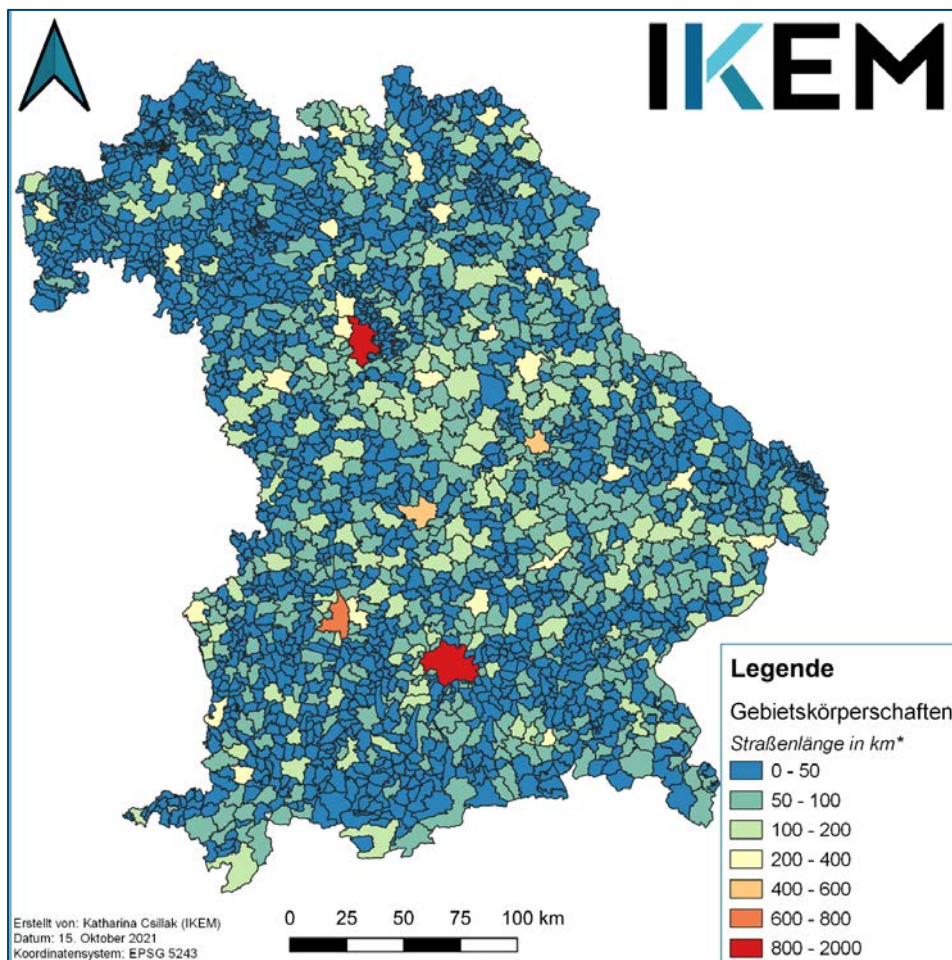 IKEM
Legende
Gebietskörperschaften
Straßenlänge in km*
0 - 50
50 - 100
100 - 200
200 - 400
400 - 600
600 - 800
800 - 2000
0 25 50 75 100 km
Erstellt von: Katharina Csillak (IKEM)
Datum: 15. Oktober 2021
Koordinatensystem: EPSG 5243